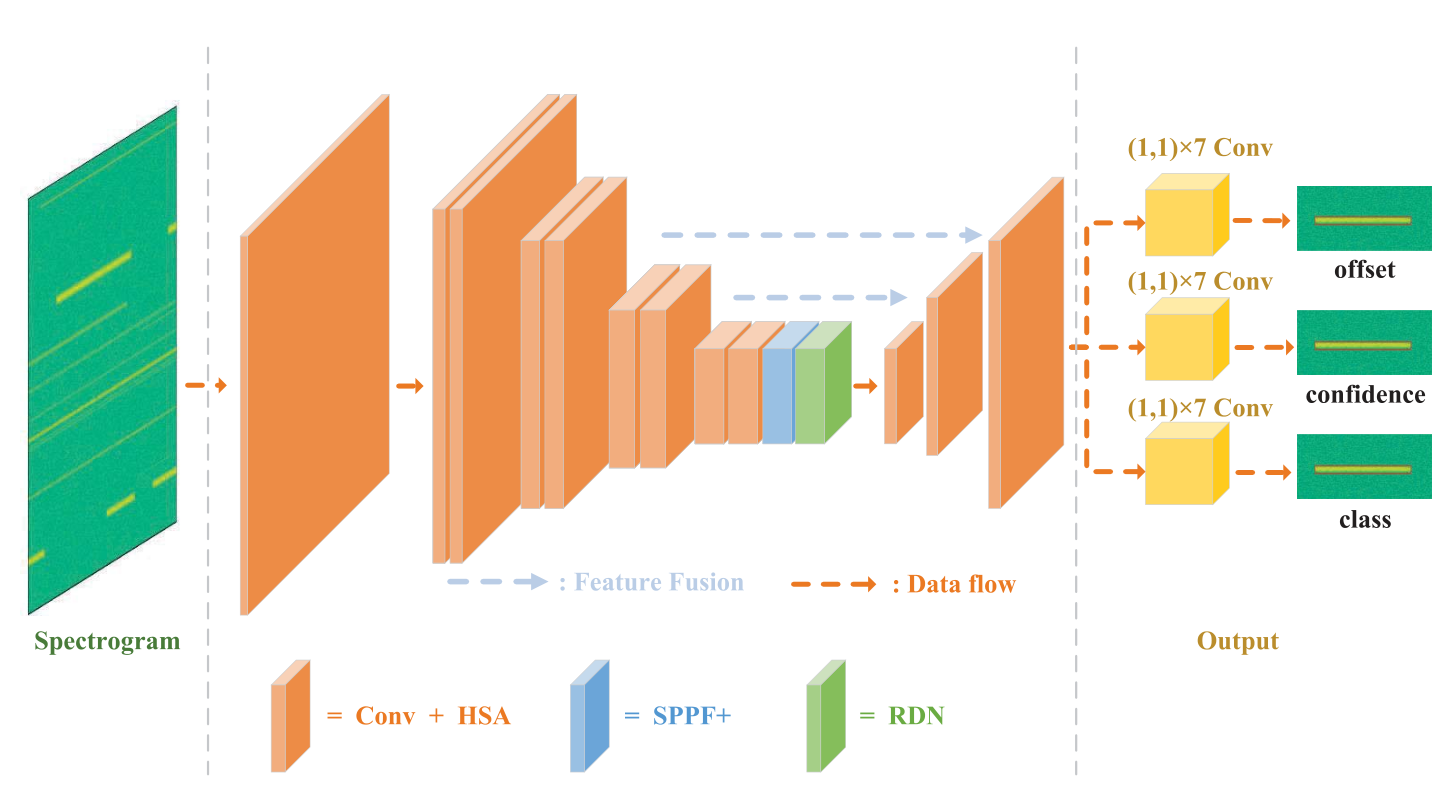 (1,1)×7 Conv
offset
(1,1)×7 Conv
confidence
(1,1)×7 Conv
class
: Feature Fusion
: Data flow
Spectrogram
Output
= Conv + HSA
= SPPF+
= RDN